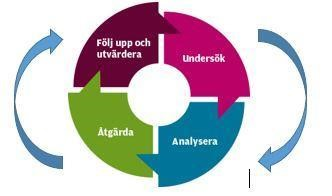 Följ upp och
utvärdera
Undersök
Åtgärda
Analysera